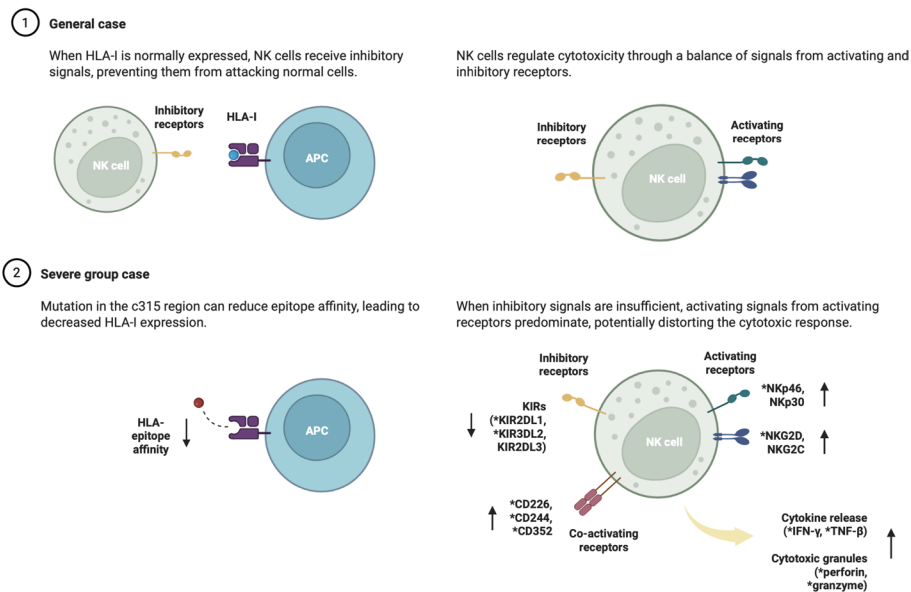 1
General case
When HLA-I is normally expressed, NK cells receive inhibitory
signals, preventing them from attacking normal cells.
NK cells regulate cytotoxicity through a balance of signals from activating and
inhibitory receptors.
Inhibitory
receptors
HLA-I
NK cell
APC
Inhibitory
receptors
Activating
receptors
NK cell
2
Severe group case
Mutation in the c315 region can reduce epitope affinity, leading to
decreased HLA-I expression.
When inhibitory signals are insufficient, activating signals from activating
receptors predominate, potentially distorting the cytotoxic response.
HLA-
epitope
affinity
APC
Inhibitory
receptors
Activating
receptors
KIRs
(*KIR2DL1,
*KIR3DL2,
KIR2DL3)
NK cell
*NKp46,
NKp30
*NKG2D,
NKG2C
*CD226,
*CD244,
*CD352
Co-activating
receptors
Cytokine release
(*IFN-γ, *TNF-β)
Cytotoxic granules
(*perforin,
*granzyme)